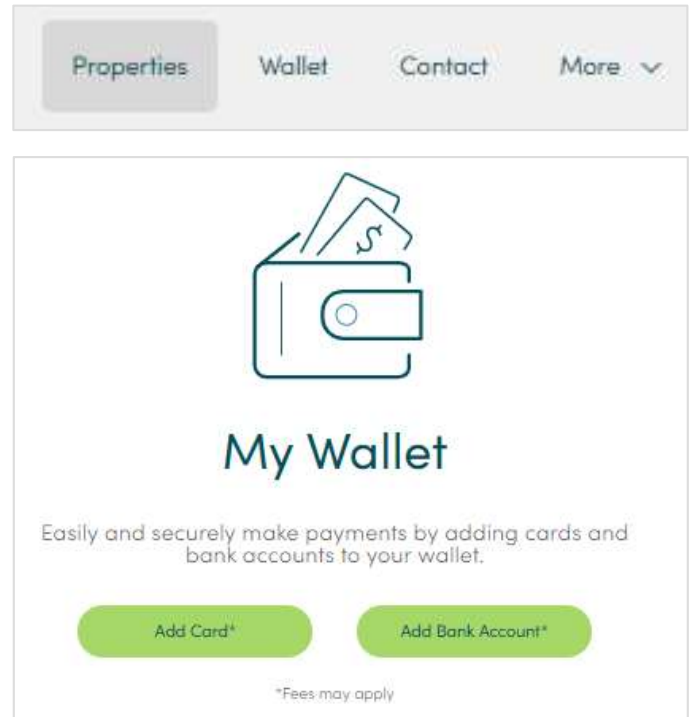 Properties Wallet Contact More
$
My Wallet
Easily and securely make payments by adding cards and
bank accounts to your wallet.
Add Card* Add Bank Account*
*Fees may apply